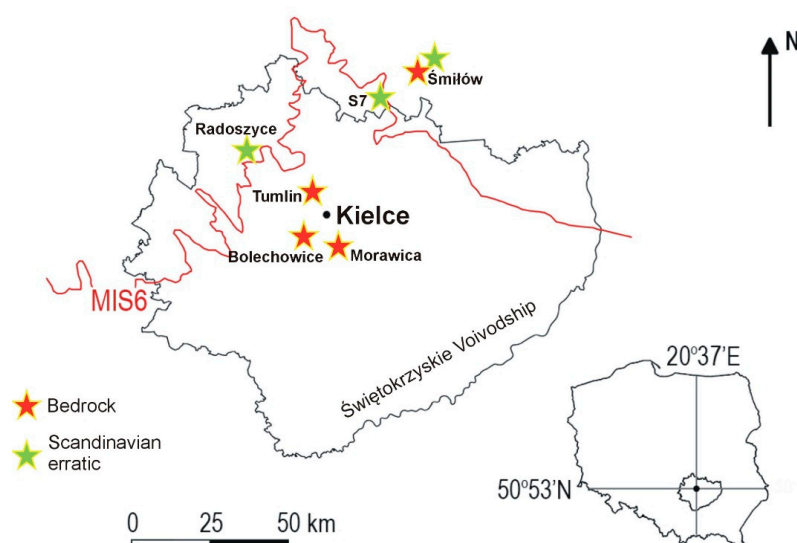 N
Śmiłów
S7
Radoszyce
Tumlin
Kielce
Bolechowice
Morawica
MIS6
Świętokrzyskie Voivodship
20°37'E
Bedrock
Scandinavian
erratic
50°53'N
0 25 50 km